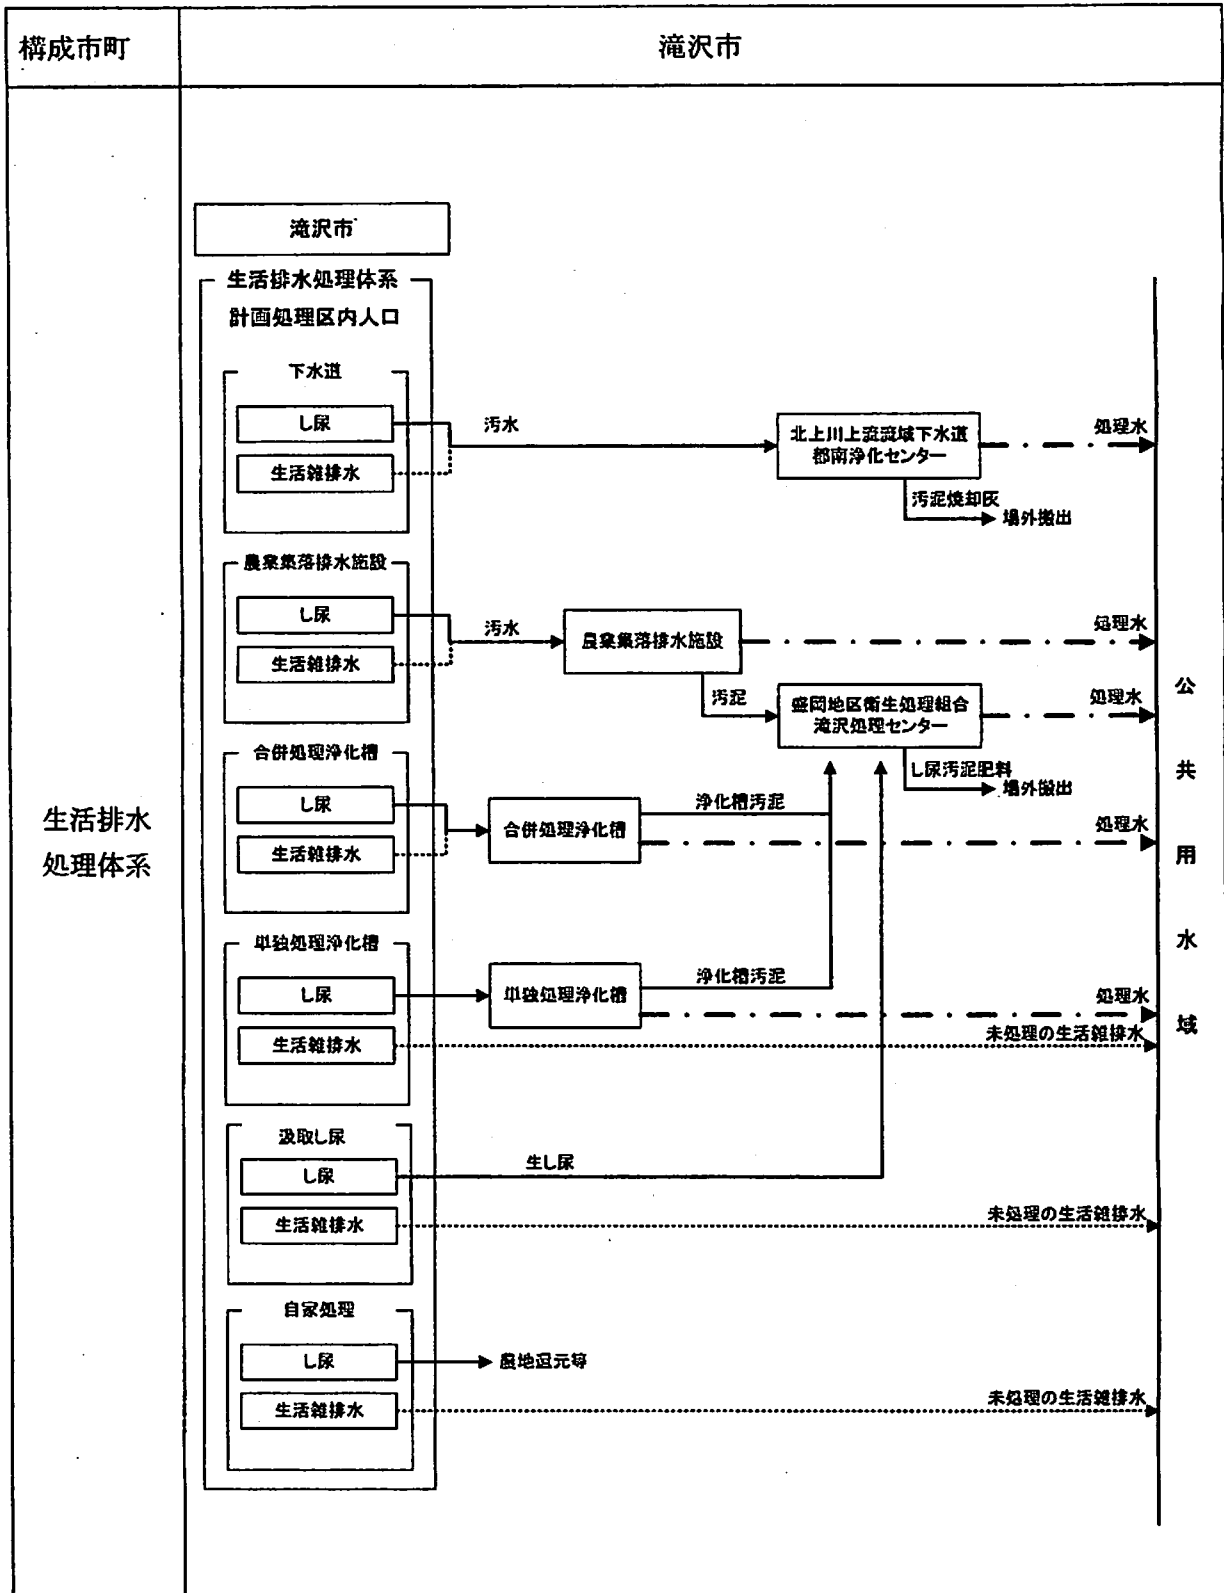 構成市町
滝沢市
生活排水
処理体系
滝沢市
生活排水処理体系
計画処理区内人口
下水道
し尿
生活雑排水
汚水
北上川上流流域下水道
都南浄化センター
処理水
汚泥焼却灰
場外搬出
農業集落排水施設
し尿
生活雑排水
汚水
農業集落排水施設
処理水
汚泥
盛岡地区衛生処理組合
滝沢処理センター
処理水
し尿汚泥肥料
場外搬出
合併処理浄化槽
し尿
生活雑排水
合併処理浄化槽
浄化槽汚泥
処理水
単独処理浄化槽
し尿
生活雑排水
単独処理浄化槽
浄化槽汚泥
処理水
未処理の生活雑排水
汲取し尿
し尿
生活雑排水
生し尿
未処理の生活雑排水
自家処理
し尿
生活雑排水
農地還元等
未処理の生活雑排水
公共用水域